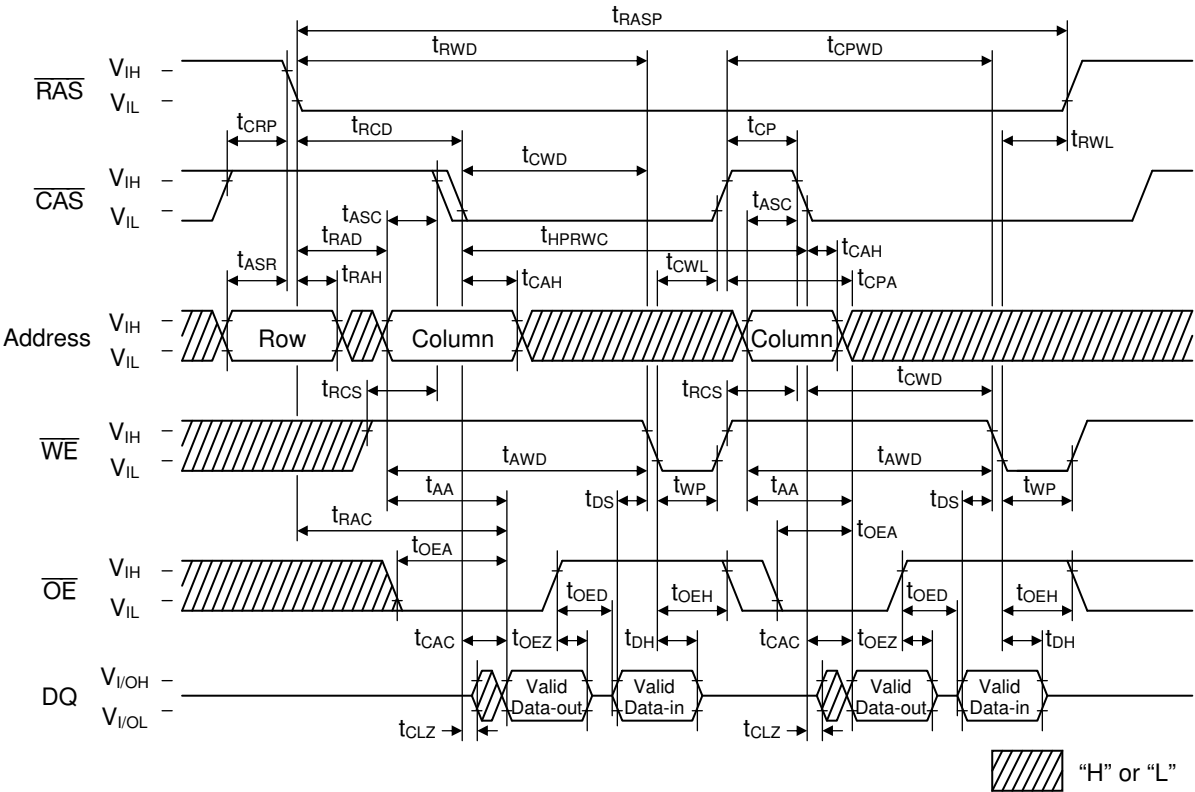 tRASP
tRWD tCPWD
RAS VIH
VIL
tCRP tRCD tCP tRWL
tCWD
CAS VIH
VIL
tASC tASC
tRAD tHPRWC tCAH
tASR tRAH tCAH tCWL tCPA
Address VIH
VIL
Row Column Column
tRCS tRCS tCWD
WE VIH
VIL
tAWD tAWD
tAA tDS tWP tAA tDS tWP
tRAC tOEA
tOEA
OE VIH
VIL
tOED tOEH tOED tOEH
tCAC tOEZ tDH tCAC tOEZ tDH
DQ VI/OH
VI/OL
Valid Data-out
Valid Data-in
Valid Data-out
Valid Data-in
tCLZ tCLZ
“H” or “L”